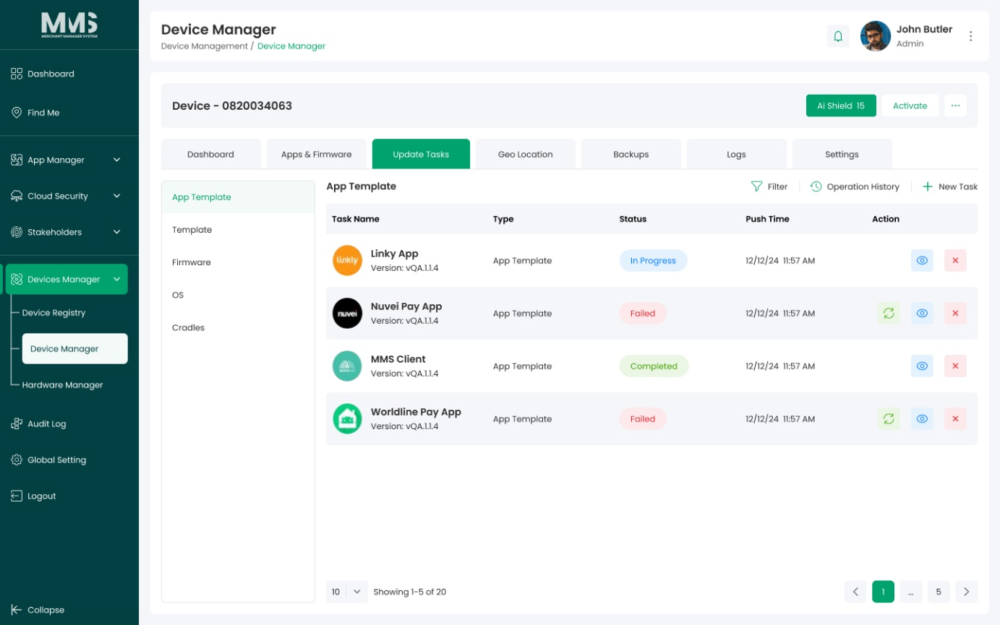 MMS
MERCHANT MANAGER SYSTEM
Dashboard
Find Me
App Manager
Cloud Security
Stakeholders
Devices Manager
Device Registry
Device Manager
Hardware Manager
Audit Log
Global Setting
Logout
Collapse
Device Manager
Device Management / Device Manager
John Butler
Admin
Device - 0820034063
Ai Shield 15
Activate
...
Dashboard
Apps & Firmware
Update Tasks
Geo Location
Backups
Logs
Settings
App Template
Template
Firmware
OS
Cradles
App Template
Filter
Operation History
New Task
Task Name Type Status Push Time Action
linkly
Linky App
Version: vQA.1.1.4
App Template
In Progress
12/12/24 11:57 AM
nuvei
Nuvei Pay App
Version: vQA.1.1.4
App Template
Failed
12/12/24 11:57 AM
MMS Client
Version: vQA.1.1.4
App Template
Completed
12/12/24 11:57 AM
Worldline Pay App
Version: vQA.1.1.4
App Template
Failed
12/12/24 11:57 AM
10
Showing 1-5 of 20
1
...
5